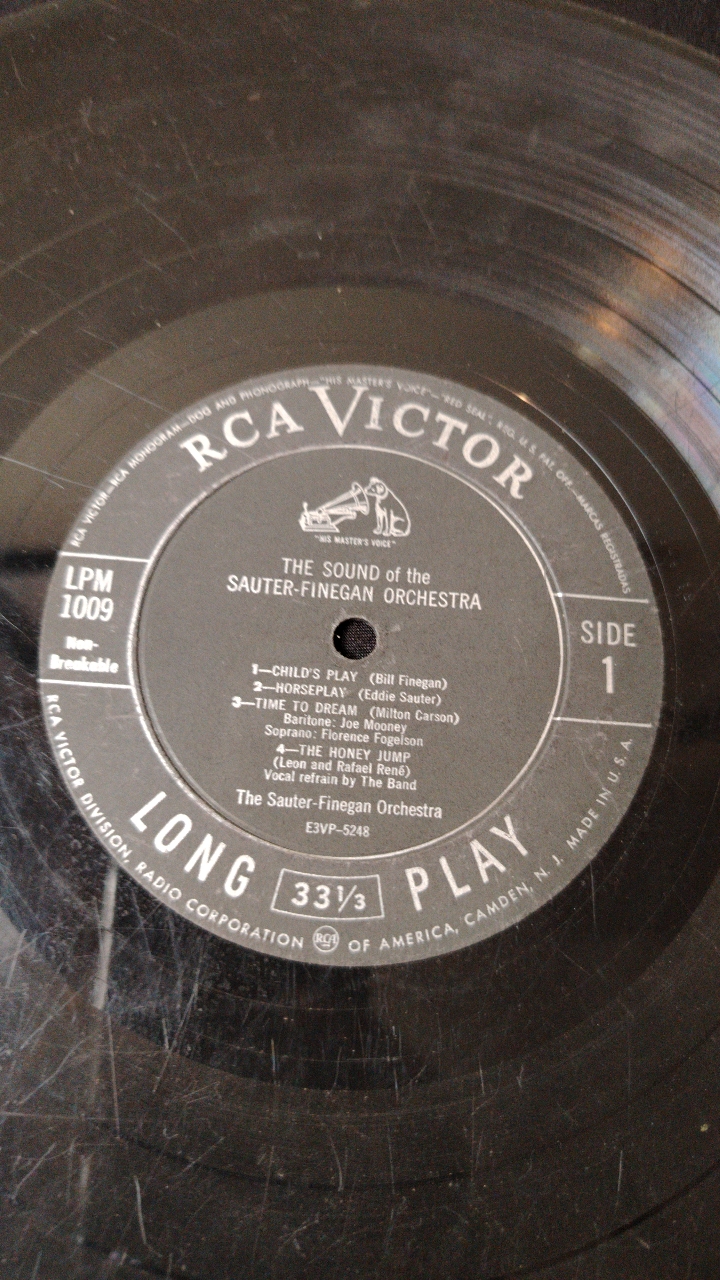 RCA VICTOR—RCA MONOGRAM—DOG AND PHONOGRAPH—"HIS MASTER'S VOICE"—"RED SEAL", REG. U.S. PAT. OFF.—MARCAS REGISTRADAS
RCA VICTOR
"HIS MASTER'S VOICE"
THE SOUND of the
SAUTER-FINEGAN ORCHESTRA
LPM
1009
Non-
Breakable
SIDE
1
1—CHILD'S PLAY (Bill Finegan)
2—HORSEPLAY (Eddie Sauter)
3—TIME TO DREAM (Milton Carson)
Baritone: Joe Mooney
Soprano: Florence Fogelson
4—THE HONEY JUMP
(Leon and Rafael René)
Vocal refrain by The Band
The Sauter-Finegan Orchestra
E3VP-5248
LONG 33⅓ PLAY
RCA VICTOR DIVISION, RADIO CORPORATION RCA OF AMERICA, CAMDEN, N. J. MADE IN U. S. A.